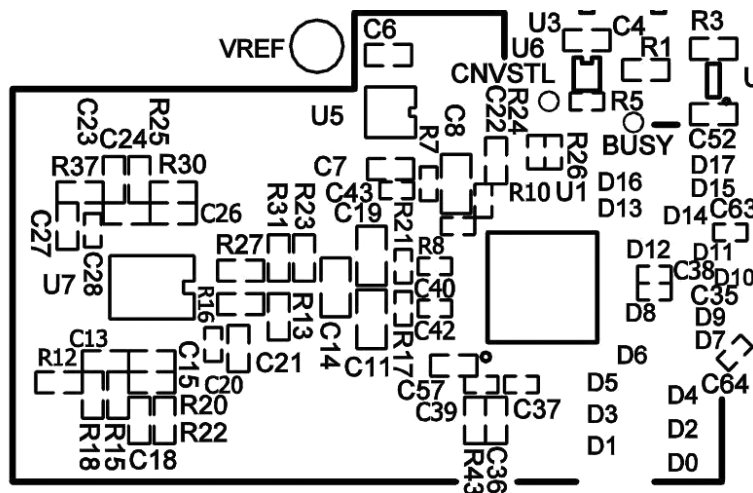 C6
U3
C4
R3
VREF
U6
R1
CNVSTL
U5
C8
C22
R24
R5
BUSY
C52
C23
C24
R25
R7
R26
R37
R30
C7
C43
R10
U1
D16
D17
D15
D13
D14
C63
C26
C27
C28
C19
R31
R23
R21
R27
R8
D12
D11
C38
D10
U7
C40
C35
D8
D9
R16
R13
C42
D7
C13
C14
C11
R17
C21
D6
R12
C15
C20
C57
D5
C64
R20
C39
C37
D4
D3
R22
D2
R18
R15
C18
D1
R43
C36
D0